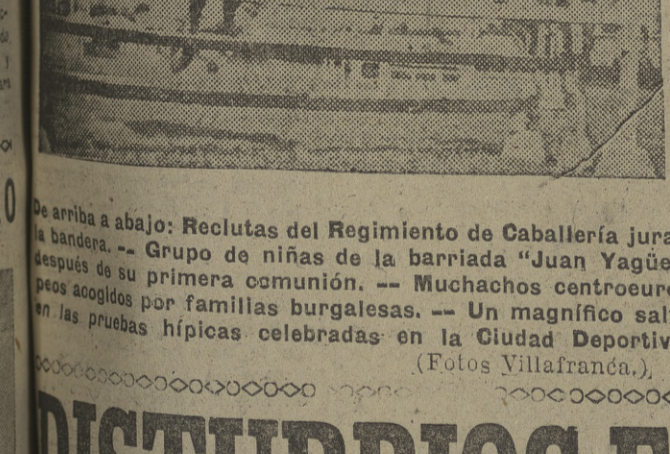 De arriba a abajo: Reclutas del Regimiento de Caballería jura
la bandera. -- Grupo de niñas de la barriada "Juan Yagüe
después de su primera comunión. -- Muchachos centroeuro
peos acogidos por familias burgalesas. -- Un magnífico sal
en las pruebas hípicas celebradas en la Ciudad Deportiv
(Fotos Villafranca.)
DISTURBIOS E